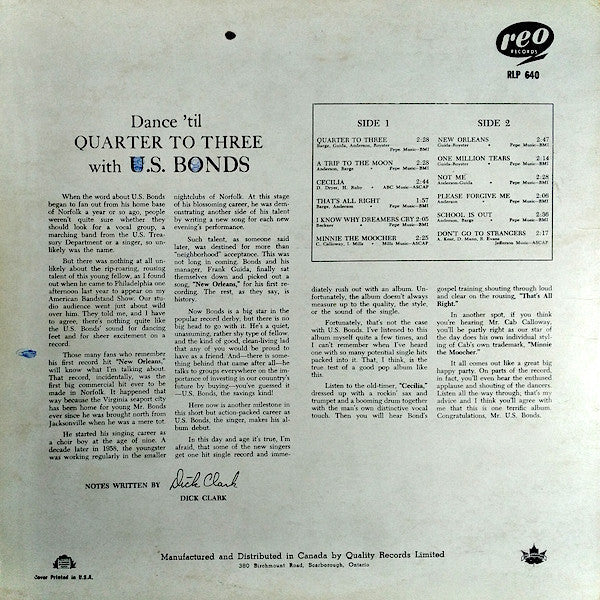 reo
RECORDS
RLP 640
Dance 'til
QUARTER TO THREE
with U.S. BONDS
When the word about U.S. Bonds
began to fan out from his home base
of Norfolk a year or so ago, people
weren't quite sure whether they
should look for a vocal group, a
marching band from the U.S. Trea-
sury Department or a singer, so un-
likely was the name.
But there was nothing at all un-
likely about the rip-roaring, rousing
talent of this young fellow, as I found
out when he came to Philadelphia one
afternoon last year to appear on my
American Bandstand Show. Our stu-
dio audience went just about wild
over him. They told me, and I have
to agree, there's nothing quite like
the U.S. Bonds' sound for dancing
feet and for sheer excitement on a
record.
Those many fans who remember
his first record hit "New Orleans,"
will know what I'm talking about.
That record, incidentally, was the
first big commercial hit ever to be
made in Norfolk. It happened that
way because the Virginia seaport city
has been home for young Mr. Bonds
ever since he was brought north from
Jacksonville when he was a mere tot.
He started his singing career as
a choir boy at the age of nine. A
decade later in 1958, the youngster
was working regularly in the smaller
nightclubs of Norfolk. At this stage
of his blossoming career, he was dem-
onstrating another side of his talent
by writing a new song for each new
evening's performance.
Such talent, as someone said
later, was destined for more than
"neighborhood" acceptance. This was
not long in coming. Bonds and his
manager, Frank Guida, finally sat
themselves down and picked out a
song, "New Orleans," for his first re-
cording. The rest, as they say, is
history.
Now Bonds is a big star in the
popular record derby, but there is no
big head to go with it. He's a quiet,
unassuming, rather shy type of fellow,
and the kind of good, clean-living lad
that any of you would be proud to
have as a friend. And—there is some-
thing behind that name after all—he
talks to groups everywhere on the im-
portance of investing in our country's
future by buying—you've guessed it
—U.S. Bonds, the savings kind!
Here now is another milestone in
this short but action-packed career as
U.S. Bonds, the singer, makes his al-
bum debut.
In this day and age it's true, I'm
afraid, that some of the new singers
get one hit single record and imme-
NOTES WRITTEN BY Dick Clark
DICK CLARK
SIDE 1
QUARTER TO THREE 2:28
Barge, Guida, Anderson, Royster
Pepe Music—BMI
A TRIP TO THE MOON 2:28
Anderson, Barge • Pepe Music—BMI
CECILIA 2:44
D. Dryer, H. Ruby • ABC Music—ASCAP
THAT'S ALL RIGHT 1:57
Barge, Anderson • Pepe Music—BMI
I KNOW WHY DREAMERS CRY 2:05
Beckner • Pepe Music—BMI
MINNIE THE MOOCHER 2:25
C. Calloway, I. Mills • Mills Music—ASCAP
SIDE 2
NEW ORLEANS 2:47
Guida-Royster • Pepe Music—BMI
ONE MILLION TEARS 2:14
Guida-Royster • Pepe Music—BMI
NOT ME 2:28
Anderson-Guida • Pepe Music—BMI
PLEASE FORGIVE ME 2:06
Anderson • Pepe Music—BMI
SCHOOL IS OUT 2:36
Anderson, Barge • Pepe Music—BMI
DON'T GO TO STRANGERS 2:17
A. Kent, D. Mann, R. Evans
Jefferson Music—ASCAP
diately rush out with an album. Un-
fortunately, the album doesn't always
measure up to the quality, the style,
or the sound of the single.
Fortunately, that's not the case
with U.S. Bonds. I've listened to this
album myself quite a few times, and
I can't remember when I've heard
one with so many potential single hits
packed into it. That, I think, is the
true test of a good pop album like
this.
Listen to the old-timer, "Cecilia,"
dressed up with a rockin' sax and
trumpet and a booming drum together
with the man's own distinctive vocal
touch. Then you will hear Bond's
gospel training shouting through loud
and clear on the rousing, "That's All
Right."
In another spot, if you think
you're hearing Mr. Cab Calloway,
you'll be partly right as our star of
the day does his own individual styl-
ing of Cab's own trademark, "Minnie
the Moocher."
It all comes out like a great big
happy party. On parts of the record,
in fact, you'll even hear the enthused
applause and shouting of the dancers.
Listen all the way through, that's my
advice and I think you'll agree with
me that this is one terrific album.
Congratulations, Mr. U.S. Bonds.
Manufactured and Distributed in Canada by Quality Records Limited
380 Birchmount Road, Scarborough, Ontario
Cover Printed in U.S.A.